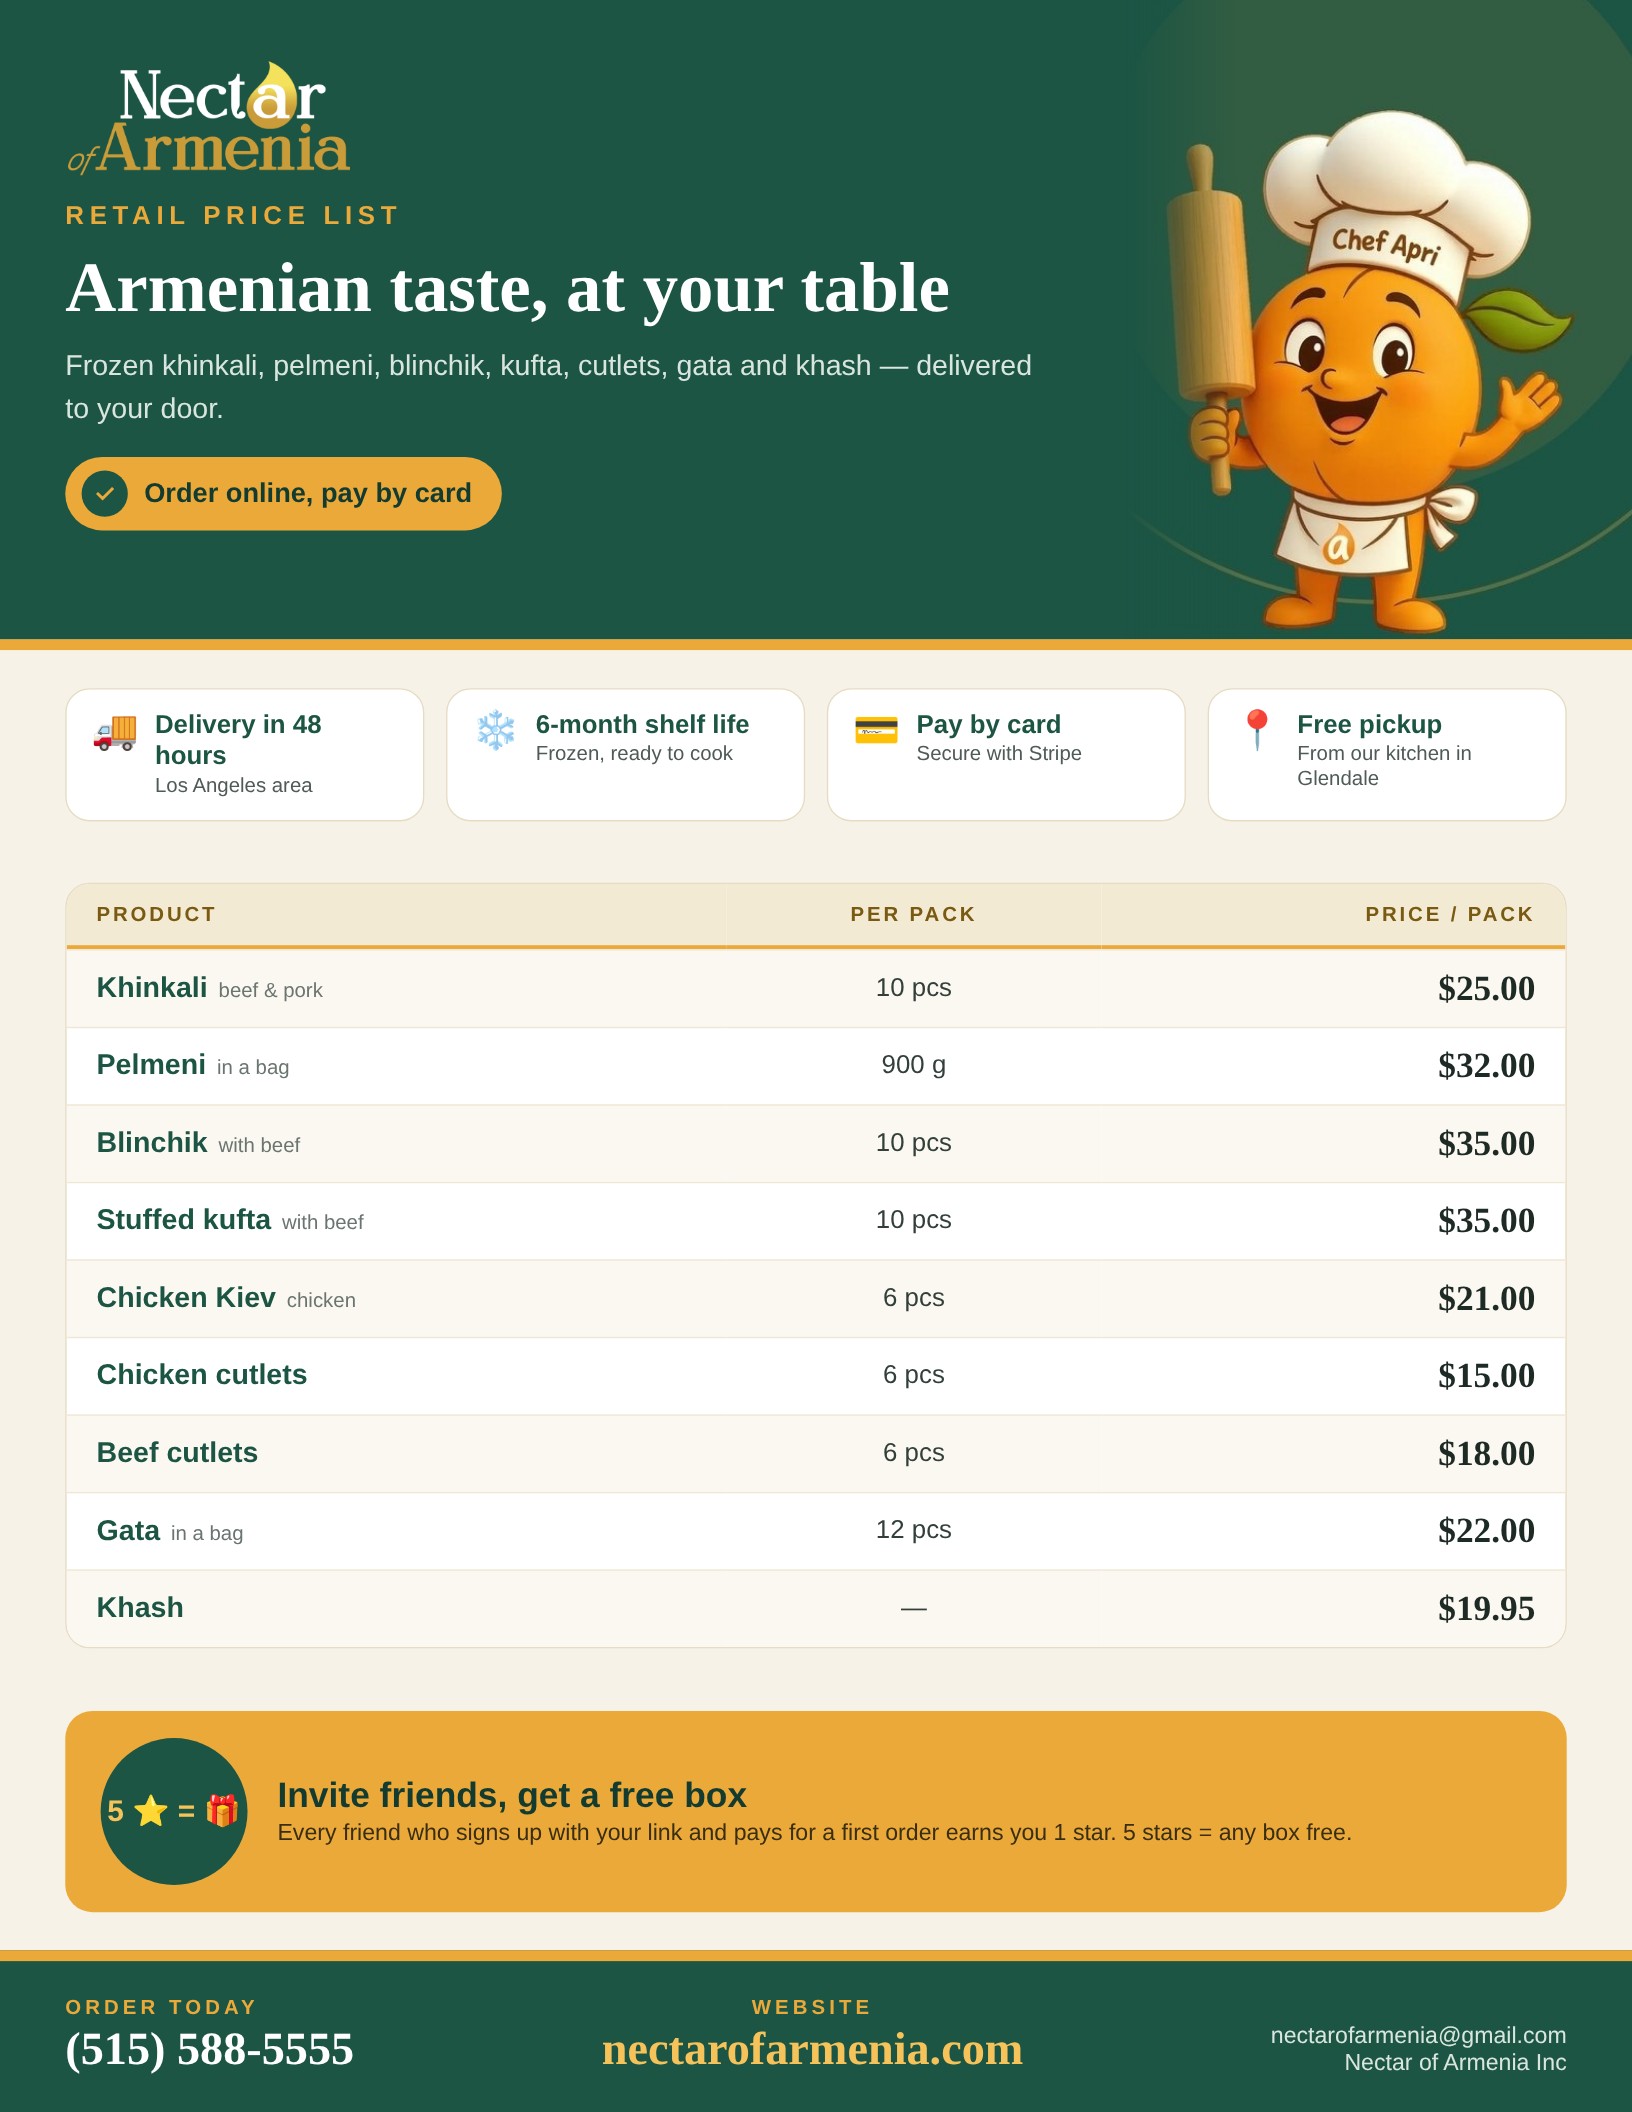 Nectar
of Armenia
RETAIL PRICE LIST
Armenian taste, at your table
Frozen khinkali, pelmeni, blinchik, kufta, cutlets, gata and khash — delivered
to your door.
Order online, pay by card
Chef Apri
a
Delivery in 48
hours
Los Angeles area
6-month shelf life
Frozen, ready to cook
Pay by card
Secure with Stripe
Free pickup
From our kitchen in
Glendale
PRODUCT PER PACK PRICE / PACK
Khinkali beef & pork 10 pcs $25.00
Pelmeni in a bag 900 g $32.00
Blinchik with beef 10 pcs $35.00
Stuffed kufta with beef 10 pcs $35.00
Chicken Kiev chicken 6 pcs $21.00
Chicken cutlets 6 pcs $15.00
Beef cutlets 6 pcs $18.00
Gata in a bag 12 pcs $22.00
Khash — $19.95
5 ⭐ = 🎁
Invite friends, get a free box
Every friend who signs up with your link and pays for a first order earns you 1 star. 5 stars = any box free.
ORDER TODAY
(515) 588-5555
WEBSITE
nectarofarmenia.com
nectarofarmenia@gmail.com
Nectar of Armenia Inc